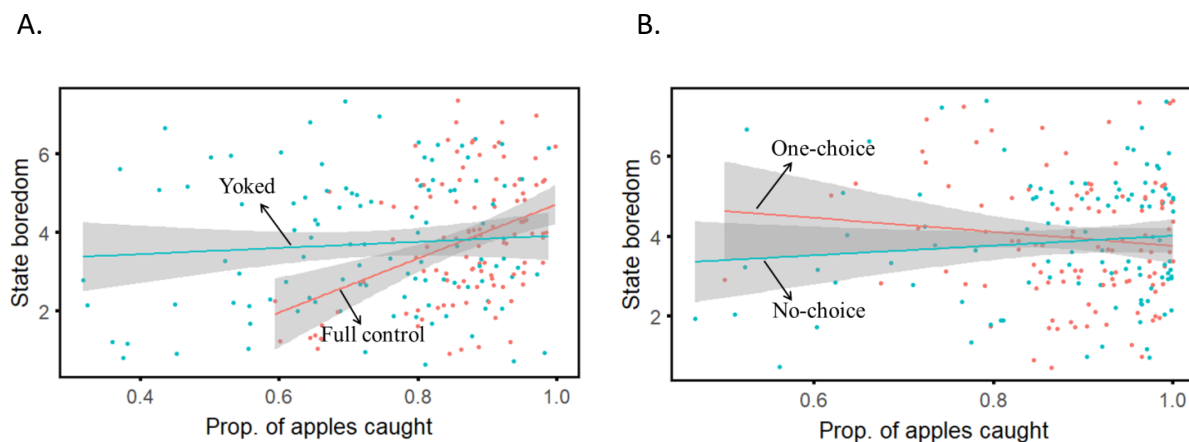 A.
State boredom
6
4
2
Yoked
Full control
0.4
0.6
0.8
1.0
Prop. of apples caught
B.
State boredom
6
4
2
One-choice
No-choice
0.6
0.8
1.0
Prop. of apples caught